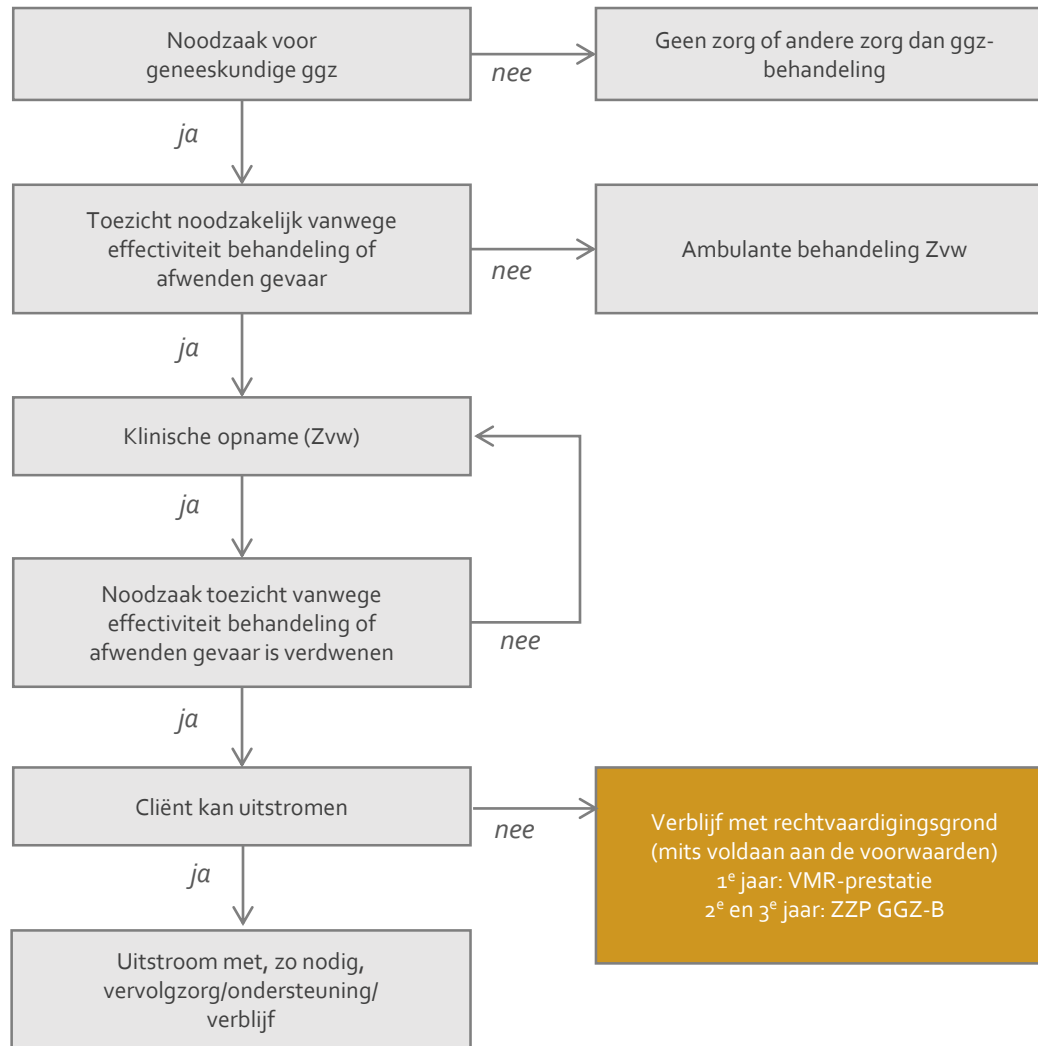 Noodzaak voor
geneeskundige ggz
nee
Geen zorg of andere zorg dan ggz-
behandeling
ja
Toezicht noodzakelijk vanwege
effectiviteit behandeling of
afwenden gevaar
nee
Ambulante behandeling Zvw
ja
Klinische opname (Zvw)
ja
Noodzaak toezicht vanwege
effectiviteit behandeling of
afwenden gevaar is verdwenen
nee
ja
Cliënt kan uitstromen
nee
Verblijf met rechtvaardigingsgrond
(mits voldaan aan de voorwaarden)
1e jaar: VMR-prestatie
2e en 3e jaar: ZZP GGZ-B
ja
Uitstroom met, zo nodig,
vervolgzorg/ondersteuning/
verblijf